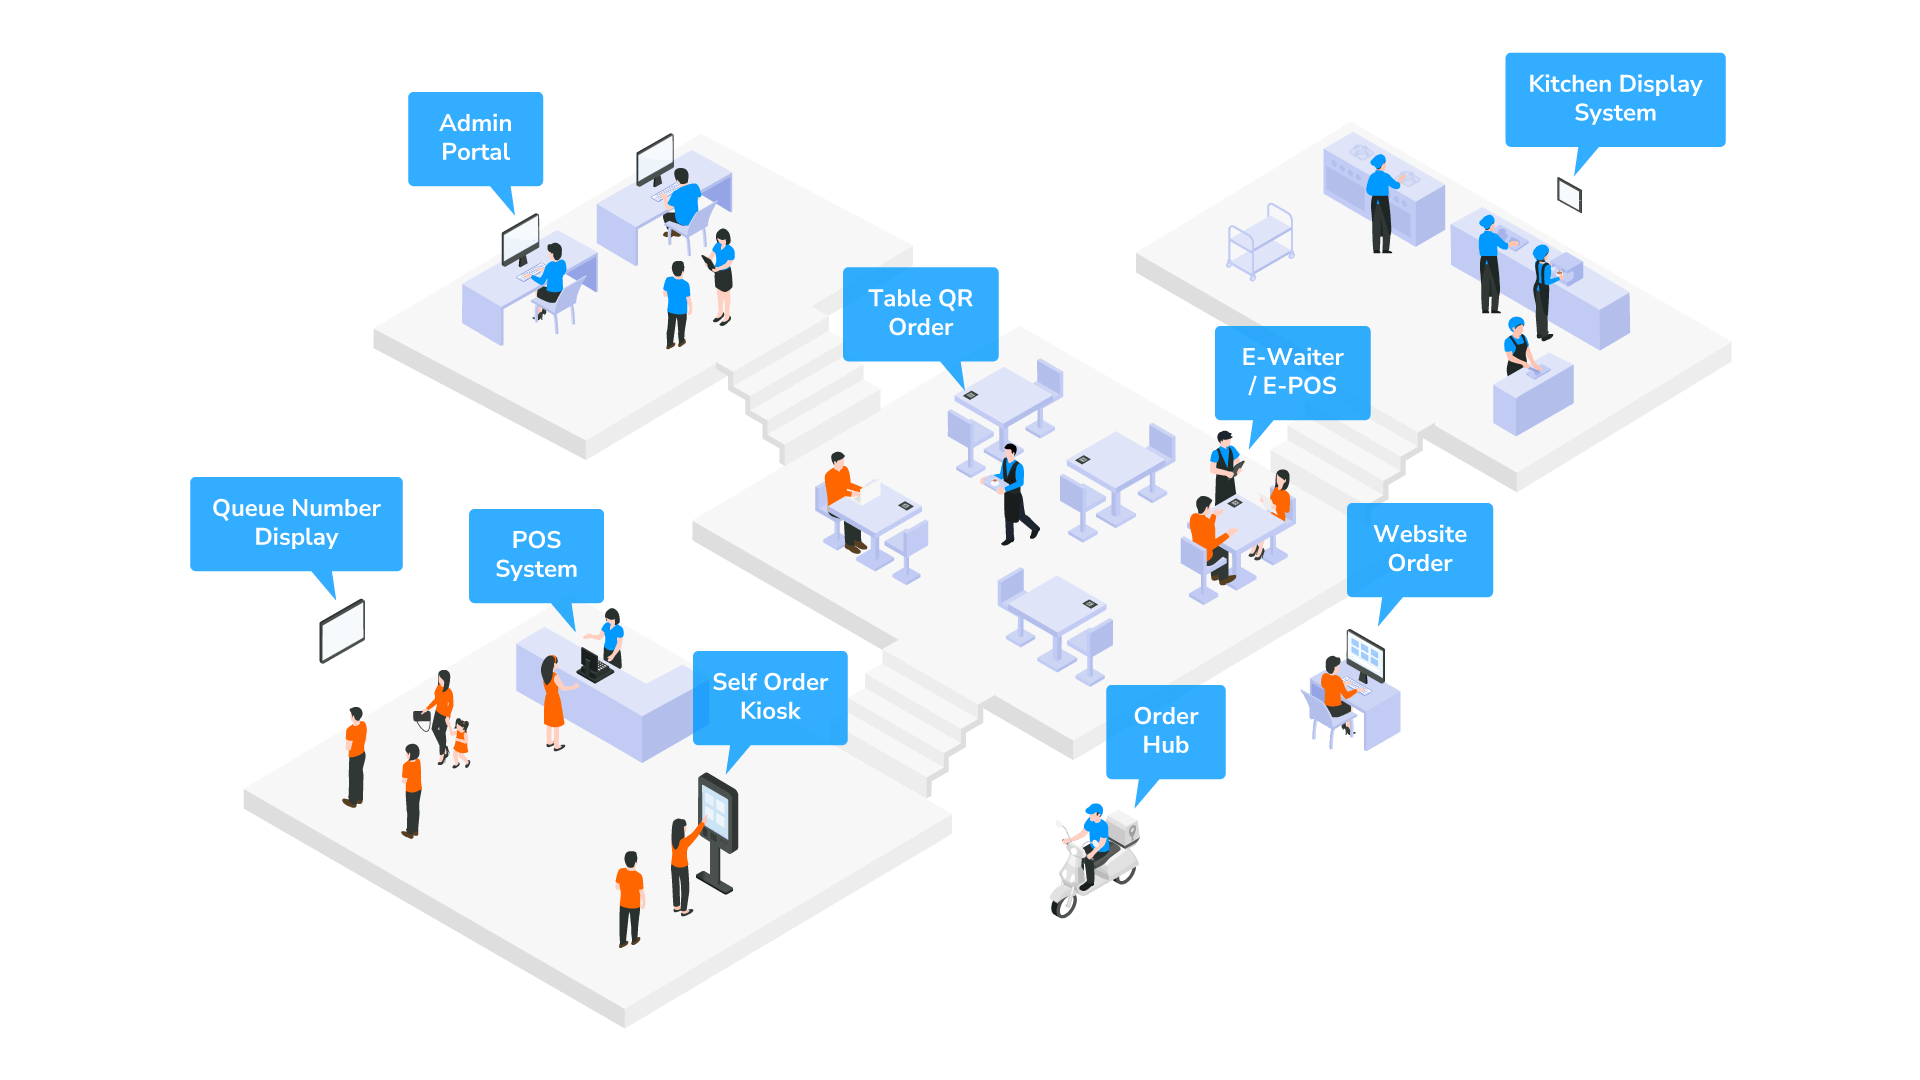 Kitchen Display
System
Admin
Portal
Table QR
Order
E-Waiter
/ E-POS
Queue Number
Display
POS
System
Website
Order
Self Order
Kiosk
Order
Hub